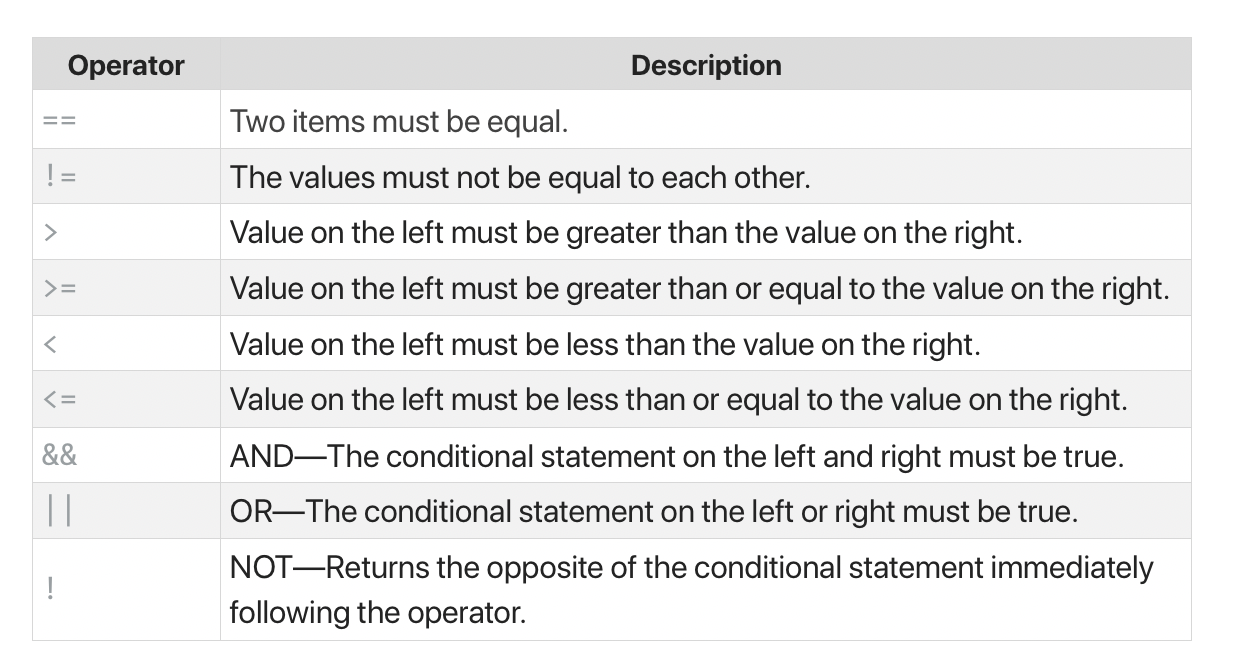 Operator Description
== Two items must be equal.
!= The values must not be equal to each other.
> Value on the left must be greater than the value on the right.
>= Value on the left must be greater than or equal to the value on the right.
< Value on the left must be less than the value on the right.
<= Value on the left must be less than or equal to the value on the right.
&& AND—The conditional statement on the left and right must be true.
|| OR—The conditional statement on the left or right must be true.
! NOT—Returns the opposite of the conditional statement immediately
following the operator.